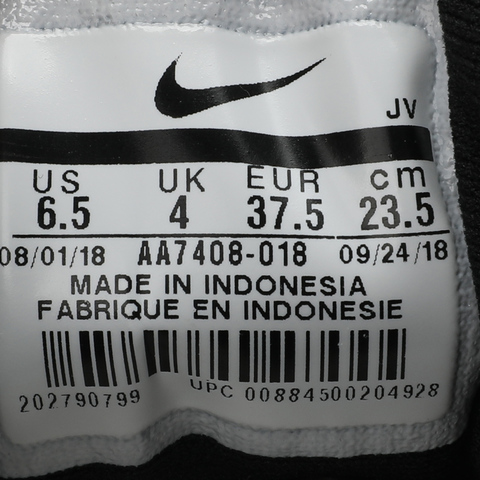 JV
US UK EUR cm
6.5 4 37.5 23.5
08/01/18 AA7408-018 09/24/18
MADE IN INDONESIA
FABRIQUE EN INDONESIE
202790799 UPC 00884500204928